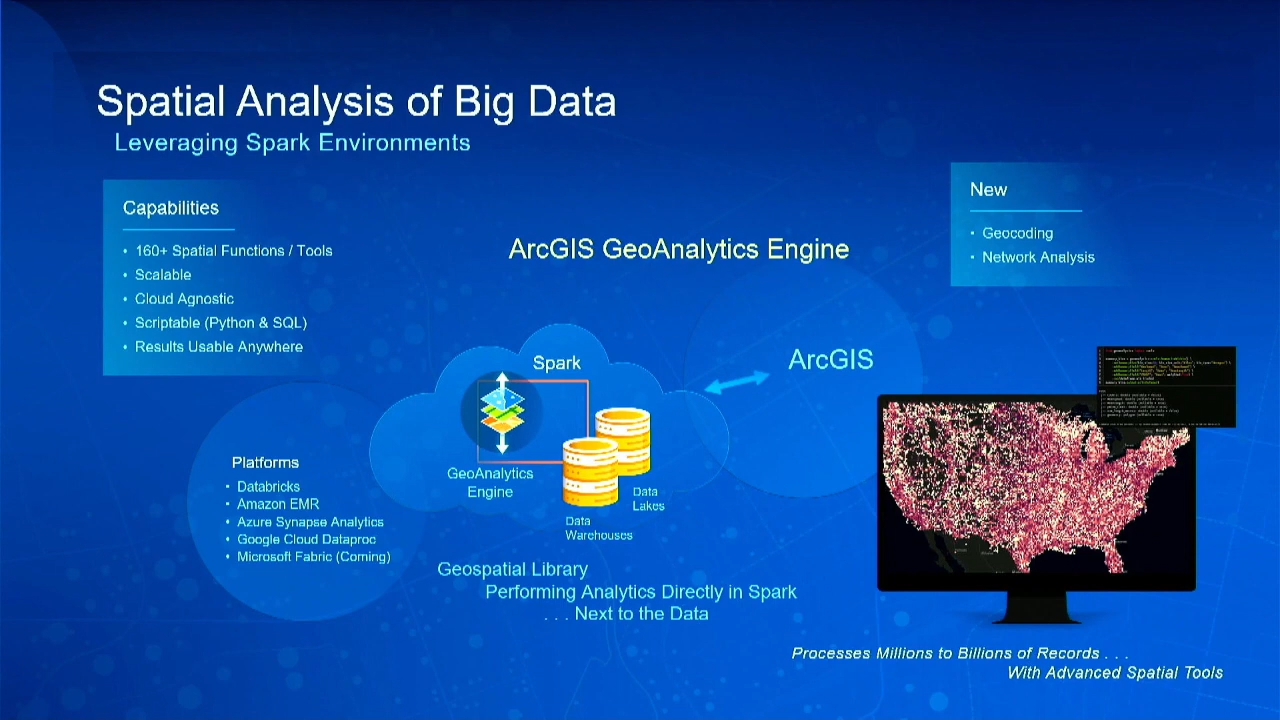 Spatial Analysis of Big Data
Leveraging Spark Environments
Capabilities
• 160+ Spatial Functions / Tools
• Scalable
• Cloud Agnostic
• Scriptable (Python & SQL)
• Results Usable Anywhere
ArcGIS GeoAnalytics Engine
New
• Geocoding
• Network Analysis
Spark
ArcGIS
GeoAnalytics
Engine
Data
Lakes
Data
Warehouses
Platforms
• Databricks
• Amazon EMR
• Azure Synapse Analytics
• Google Cloud Dataproc
• Microsoft Fabric (Coming)
Geospatial Library
Performing Analytics Directly in Spark
. . . Next to the Data
Processes Millions to Billions of Records . . .
With Advanced Spatial Tools